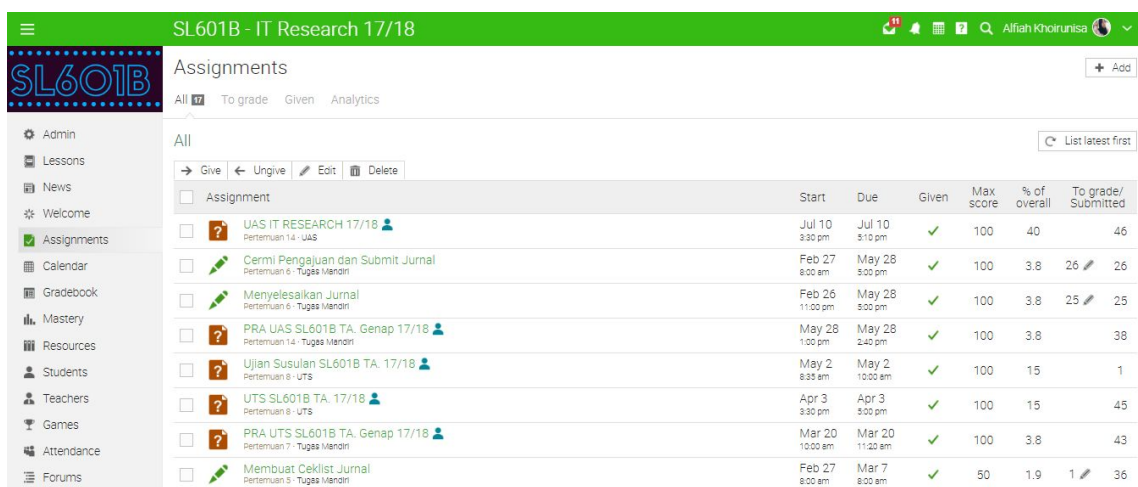 SL601B - IT Research 17/18
11
Alfiah Khoirunisa
SL601B
Assignments
+ Add
All 17 To grade Given Analytics
Admin
Lessons
News
Welcome
Assignments
Calendar
Gradebook
Mastery
Resources
Students
Teachers
Games
Attendance
Forums
All
List latest first
Give Ungive Edit Delete
Assignment Start Due Given Max score % of overall To grade/ Submitted
UAS IT RESEARCH 17/18 Jul 10 Jul 10 100 40 46
Pertemuan 14 - UAS 3:30 pm 5:10 pm
Cermi Pengajuan dan Submit Jurnal Feb 27 May 28 100 3.8 26 26
Pertemuan 6 - Tugas Mandiri 8:00 am 5:00 pm
Menyelesaikan Jurnal Feb 26 May 28 100 3.8 25 25
Pertemuan 6 - Tugas Mandiri 11:00 pm 5:00 pm
PRA UAS SL601B TA. Genap 17/18 May 28 May 28 100 3.8 38
Pertemuan 14 - Tugas Mandiri 1:00 pm 2:40 pm
Ujian Susulan SL601B TA. 17/18 May 2 May 2 100 15 1
Pertemuan 8 - UTS 8:35 am 10:00 am
UTS SL601B TA. 17/18 Apr 3 Apr 3 100 15 45
Pertemuan 8 - UTS 3:30 pm 5:00 pm
PRA UTS SL601B TA. Genap 17/18 Mar 20 Mar 20 100 3.8 43
Pertemuan 7 - Tugas Mandiri 10:00 am 11:20 am
Membuat Ceklist Jurnal Feb 27 Mar 7 50 1.9 1 36
Pertemuan 5 - Tugas Mandiri 8:00 am 8:00 am